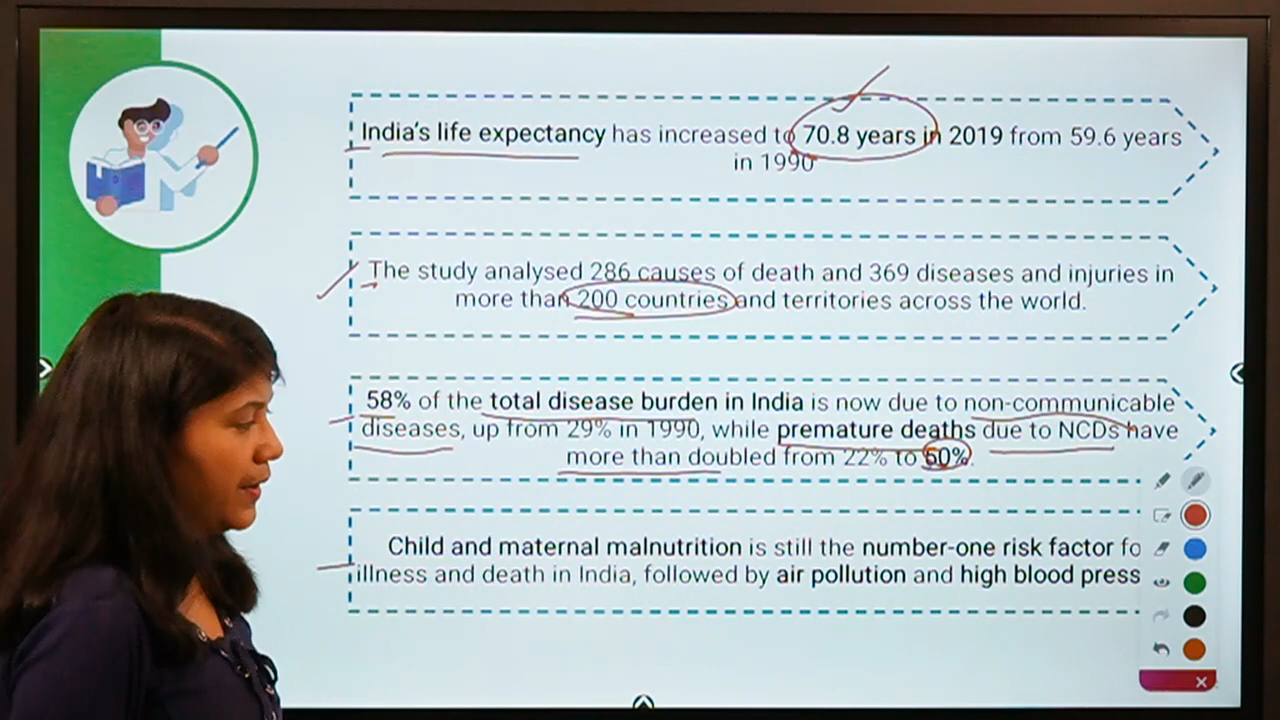 India's life expectancy has increased to 70.8 years in 2019 from 59.6 years
in 1990
The study analysed 286 causes of death and 369 diseases and injuries in
more than 200 countries and territories across the world.
58% of the total disease burden in India is now due to non-communicable
diseases, up from 29% in 1990, while premature deaths due to NCDs have
more than doubled from 22% to 50%.
Child and maternal malnutrition is still the number-one risk factor fo
illness and death in India, followed by air pollution and high blood press